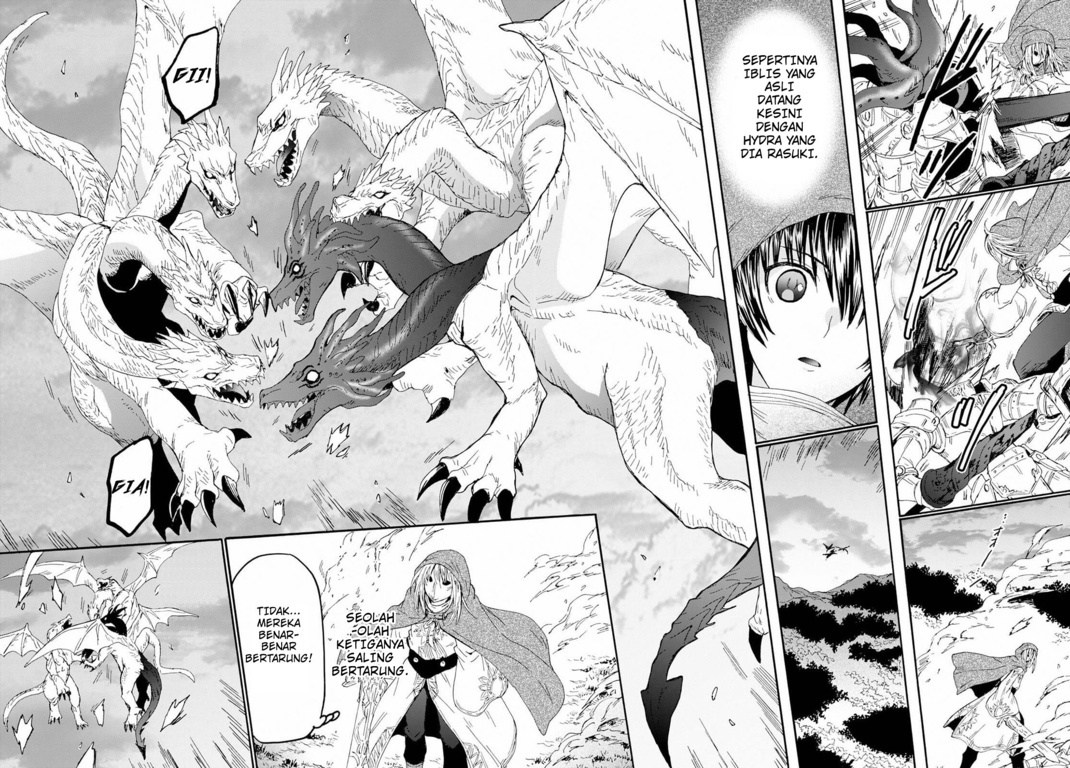 SEPERTINYA
IBLIS YANG
ASLI
DATANG
KESINI
DENGAN
HYDRA YANG
DIA RASUKI.
GII!
GIA!
SEOLAH
-OLAH
KETIGANYA
SALING
BERTARUNG.
TIDAK...
MEREKA
BENAR-
BENAR
BERTARUNG!